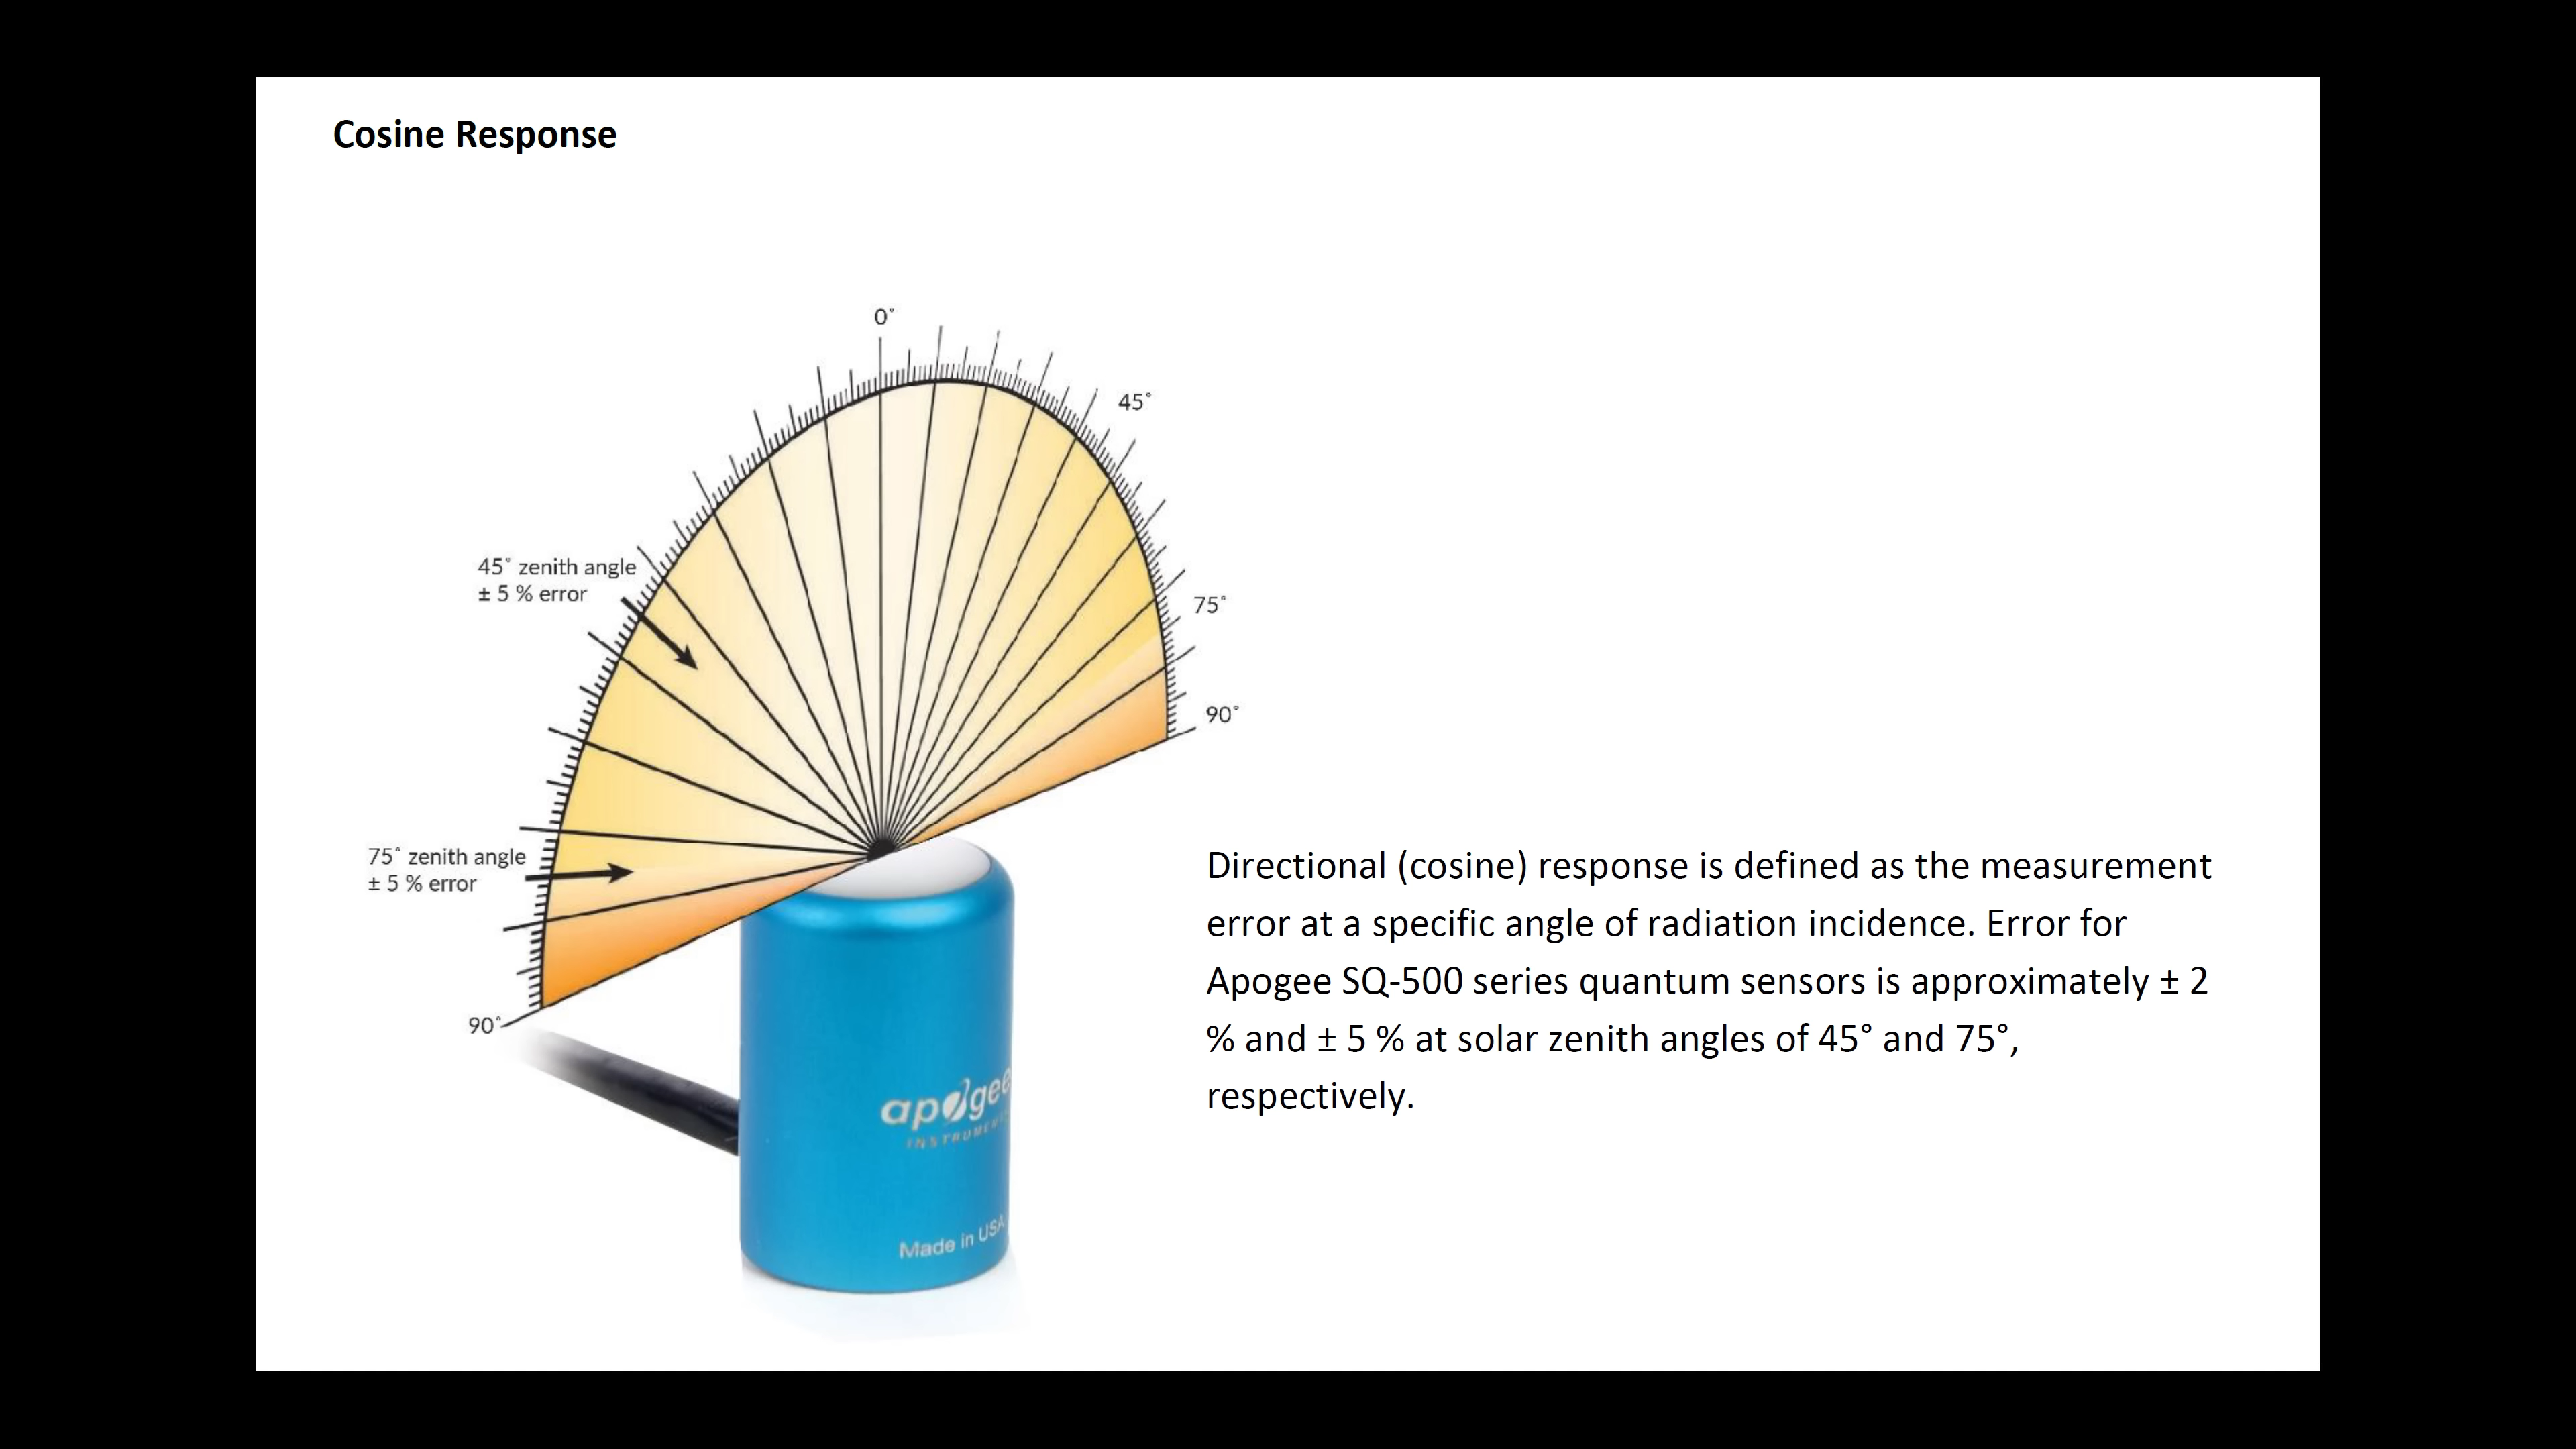 Cosine Response
0°
45°
45° zenith angle
± 5 % error
75°
90°
75° zenith angle
± 5 % error
90°
Directional (cosine) response is defined as the measurement
error at a specific angle of radiation incidence. Error for
Apogee SQ-500 series quantum sensors is approximately ± 2
% and ± 5 % at solar zenith angles of 45° and 75°,
respectively.
apogee
INSTRUMENTS
Made in USA